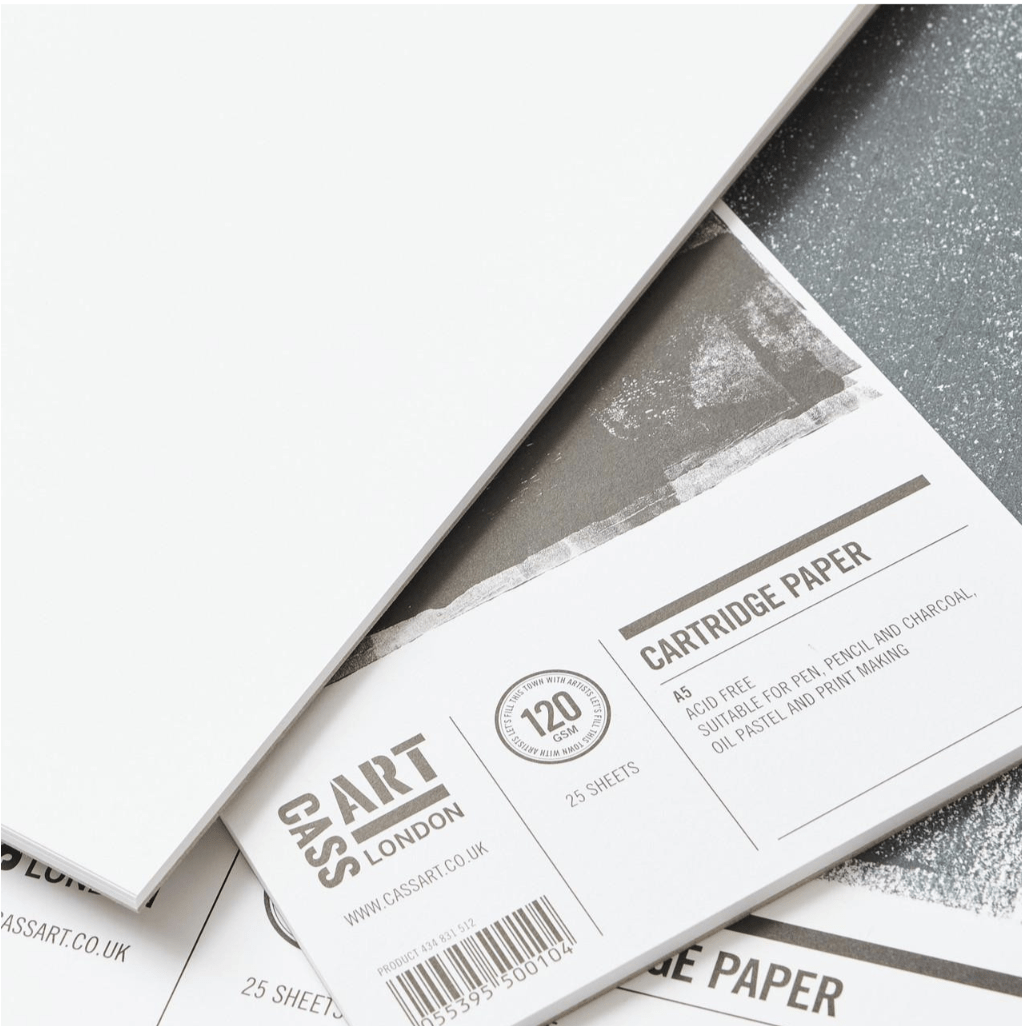 CARTRIDGE PAPER
A5
ACID FREE
SUITABLE FOR PEN, PENCIL AND CHARCOAL,
OIL PASTEL AND PRINT MAKING
LET'S FILL THIS TOWN WITH ARTISTS LET'S FILL THIS TOWN WITH ARTISTS
120
GSM
25 SHEETS
CASS
ART
LONDON
WWW.CASSART.CO.UK
PRODUCT 434 831 512
055395 500104
CASSART.CO.UK
25 SHEETS
GE PAPER